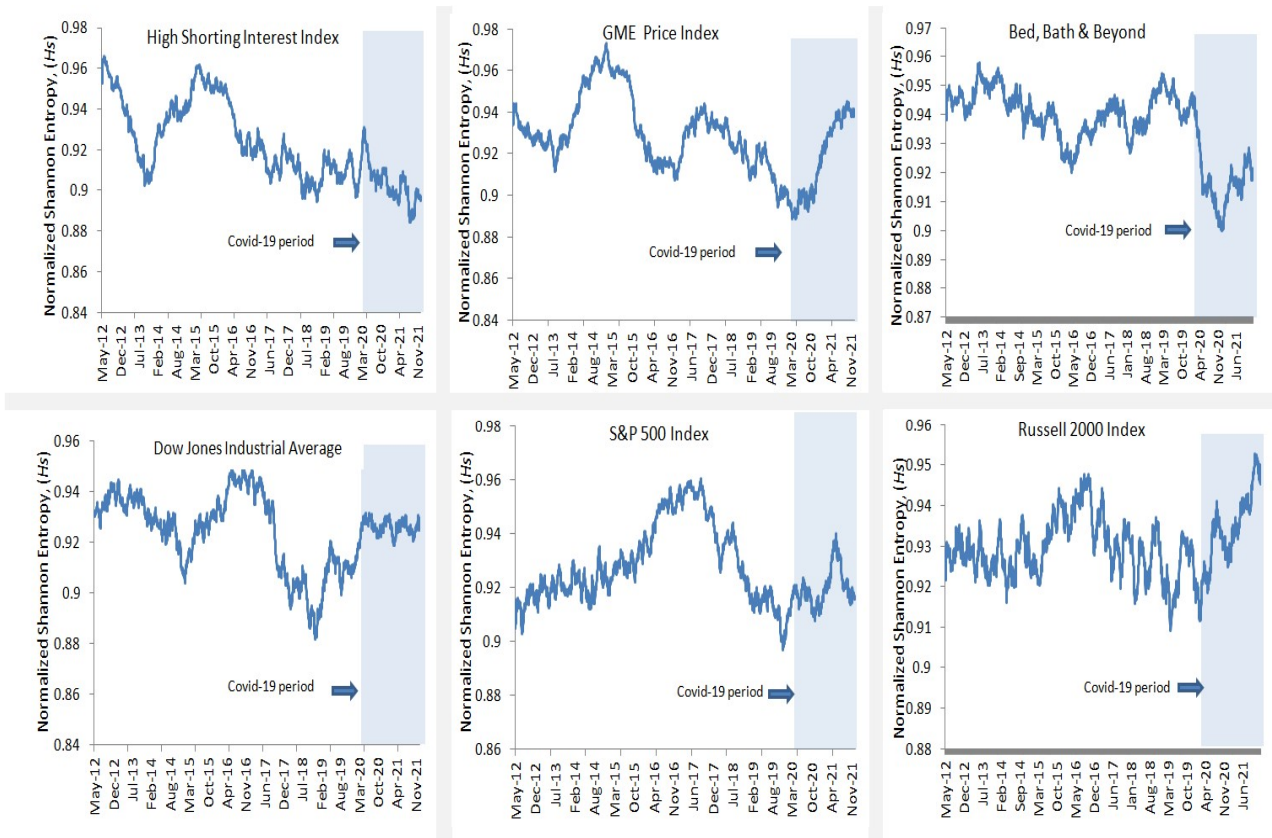 High Shorting Interest Index
Normalized Shannon Entropy, (Hs)
0.98
0.96
0.94
0.92
0.9
0.88
0.86
0.84
Covid-19 period
May-12
Dec-12
Jul-13
Feb-14
Aug-14
Mar-15
Oct-15
Apr-16
Nov-16
Jun-17
Dec-17
Jul-18
Feb-19
Aug-19
Mar-20
Oct-20
Apr-21
Nov-21
GME Price Index
Normalized Shannon Entropy, (Hs)
0.98
0.96
0.94
0.92
0.9
0.88
0.86
0.84
Covid-19 period
May-12
Dec-12
Jul-13
Feb-14
Aug-14
Mar-15
Oct-15
Apr-16
Nov-16
Jun-17
Dec-17
Jul-18
Feb-19
Aug-19
Mar-20
Oct-20
Apr-21
Nov-21
Bed, Bath & Beyond
Normalized Shannon Entropy, (Hs)
0.97
0.96
0.95
0.94
0.93
0.92
0.91
0.9
0.89
0.88
0.87
Covid-19 period
May-12
Dec-12
Jul-13
Feb-14
Sep-14
Mar-15
Oct-15
May-16
Nov-16
Jun-17
Jan-18
Aug-18
Mar-19
Oct-19
Apr-20
Nov-20
Jun-21
Dow Jones Industrial Average
Normalized Shannon Entropy, (Hs)
0.96
0.94
0.92
0.9
0.88
0.86
0.84
Covid-19 period
May-12
Dec-12
Jul-13
Feb-14
Aug-14
Mar-15
Oct-15
Apr-16
Nov-16
Jun-17
Dec-17
Jul-18
Feb-19
Aug-19
Mar-20
Oct-20
Apr-21
Nov-21
S&P 500 Index
Normalized Shannon Entropy, (Hs)
0.98
0.96
0.94
0.92
0.9
0.88
0.86
Covid-19 period
May-12
Dec-12
Jul-13
Feb-14
Aug-14
Mar-15
Oct-15
Apr-16
Nov-16
Jun-17
Dec-17
Jul-18
Feb-19
Aug-19
Mar-20
Oct-20
Apr-21
Nov-21
Russell 2000 Index
Normalized Shannon Entropy, (Hs)
0.96
0.95
0.94
0.93
0.92
0.91
0.9
0.89
0.88
Covid-19 period
May-12
Dec-12
Jul-13
Feb-14
Sep-14
Mar-15
Oct-15
May-16
Nov-16
Jun-17
Jan-18
Aug-18
Mar-19
Oct-19
Apr-20
Nov-20
Jun-21